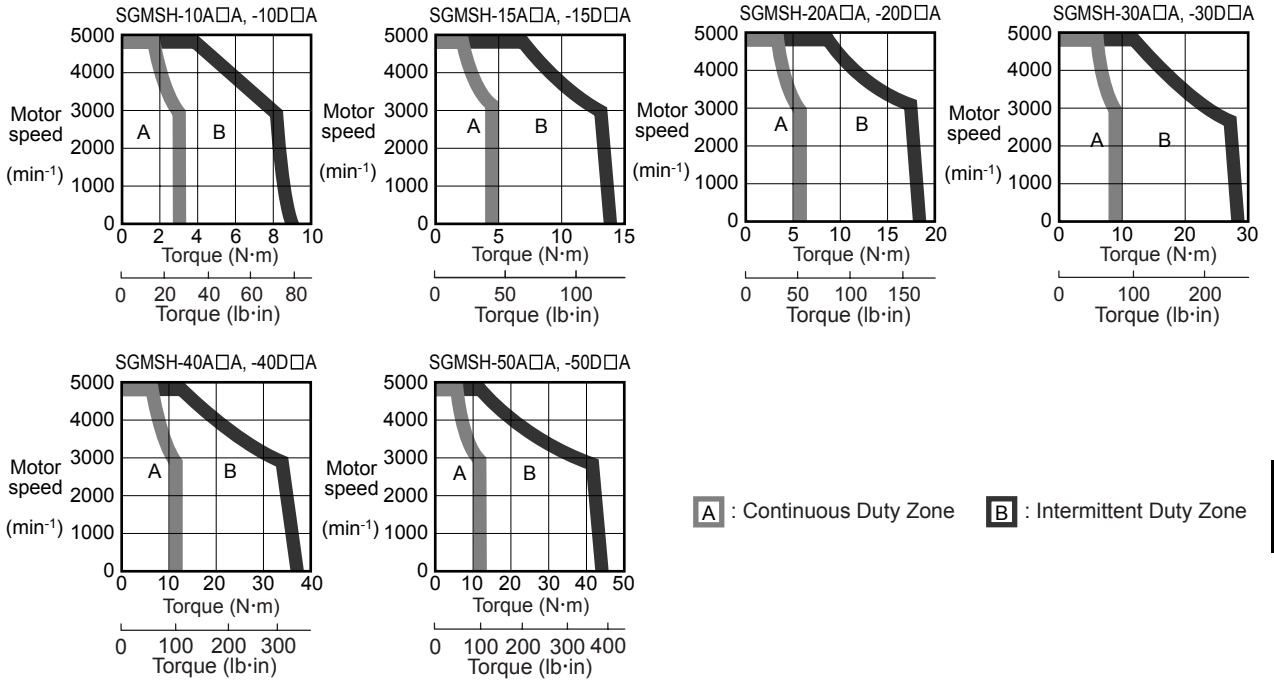 SGMSH-10A□A, -10D□A
5000
4000
3000
2000
1000
0
Motor
speed
(min-1)
A
B
0 2 4 6 8 10
Torque (N·m)
0 20 40 60 80
Torque (lb·in)
SGMSH-15A□A, -15D□A
5000
4000
3000
2000
1000
0
Motor
speed
(min-1)
A
B
0 5 10 15
Torque (N·m)
0 50 100
Torque (lb·in)
SGMSH-20A□A, -20D□A
5000
4000
3000
2000
1000
0
Motor
speed
(min-1)
A
B
0 5 10 15 20
Torque (N·m)
0 50 100 150
Torque (lb·in)
SGMSH-30A□A, -30D□A
5000
4000
3000
2000
1000
0
Motor
speed
(min-1)
A
B
0 10 20 30
Torque (N·m)
0 100 200
Torque (lb·in)
SGMSH-40A□A, -40D□A
5000
4000
3000
2000
1000
0
Motor
speed
(min-1)
A
B
0 10 20 30 40
Torque (N·m)
0 100 200 300
Torque (lb·in)
SGMSH-50A□A, -50D□A
5000
4000
3000
2000
1000
0
Motor
speed
(min-1)
A
B
0 10 20 30 40 50
Torque (N·m)
0 100 200 300 400
Torque (lb·in)
A : Continuous Duty Zone
B : Intermittent Duty Zone